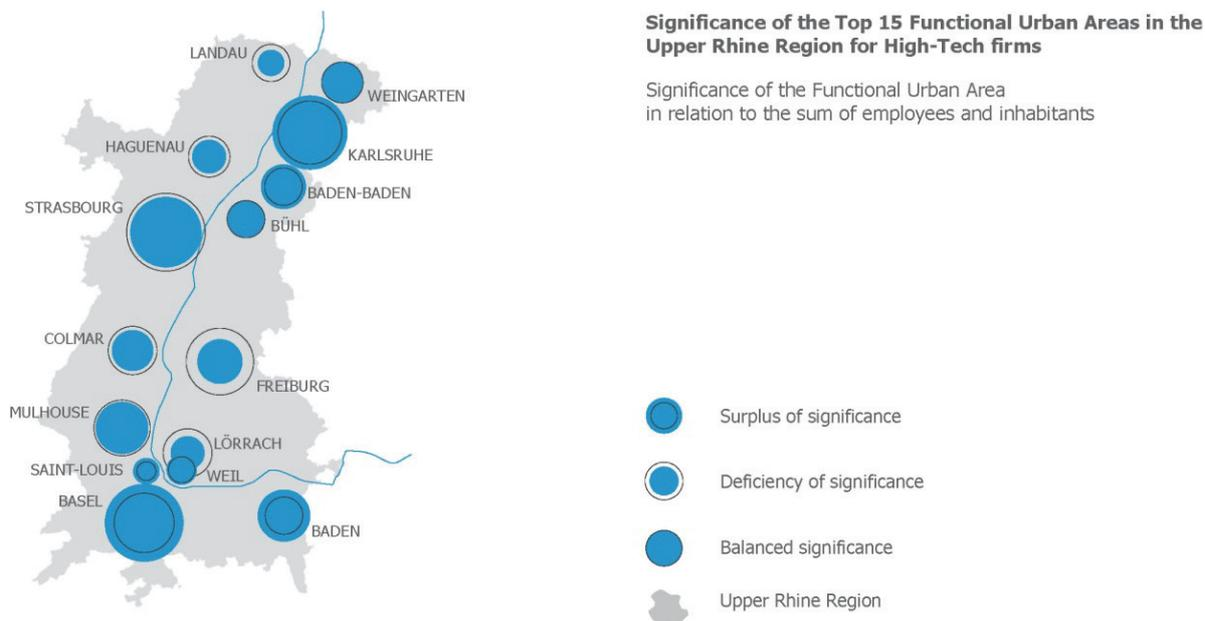 Significance of the Top 15 Functional Urban Areas in the
Upper Rhine Region for High-Tech firms
Significance of the Functional Urban Area
in relation to the sum of employees and inhabitants
LANDAU
WEINGARTEN
KARLSRUHE
HAGUENAU
BADEN-BADEN
STRASBOURG
BÜHL
COLMAR
FREIBURG
MULHOUSE
LÖRRACH
SAINT-LOUIS
WEIL
BASEL
BADEN
Surplus of significance
Deficiency of significance
Balanced significance
Upper Rhine Region